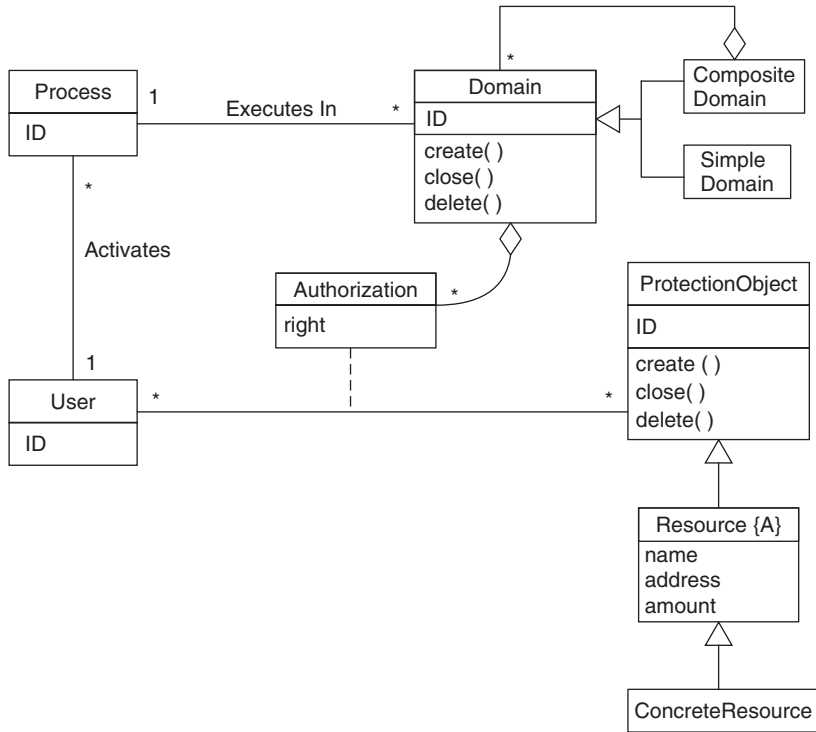 *
Process
ID
1
Executes In
*
Domain
ID
create( )
close( )
delete( )
Composite
Domain
Simple
Domain
*
Activates
1
Authorization
right
*
ProtectionObject
ID
create ( )
close( )
delete( )
User
ID
*
*
Resource {A}
name
address
amount
ConcreteResource